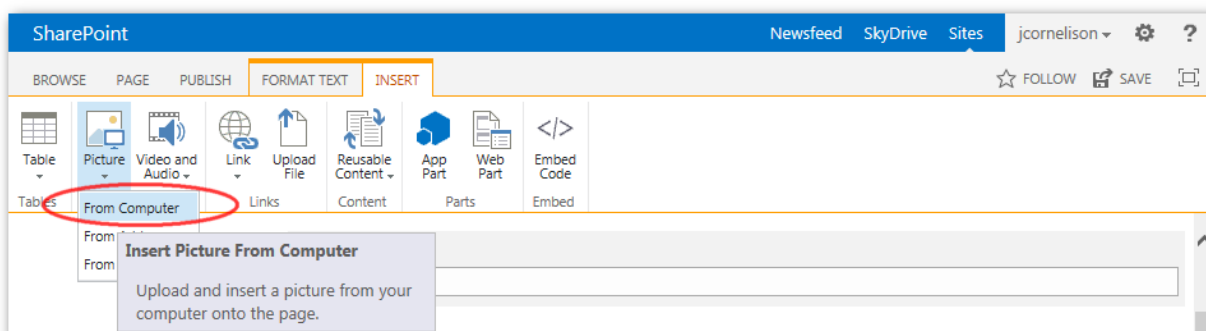 SharePoint Newsfeed SkyDrive Sites jcornelison ?
BROWSE PAGE PUBLISH FORMAT TEXT INSERT FOLLOW SAVE
Table Picture Video and Audio Link Upload File Reusable Content App Part Web Part </> Embed Code
Tables Links Content Parts Embed
From Computer
From
From
Insert Picture From Computer
Upload and insert a picture from your
computer onto the page.